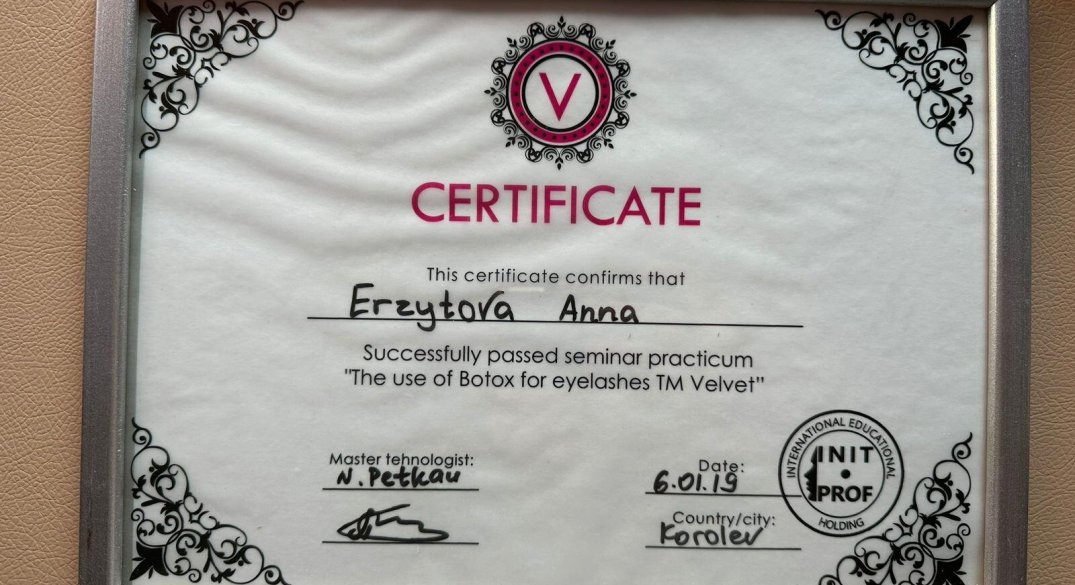 V
CERTIFICATE
This certificate confirms that
Erzytova Anna
Successfully passed seminar practicum
"The use of Botox for eyelashes TM Velvet"
Master tehnologist:
N. Petkau
Date:
6.01.19
Country/city:
Korolev
INTERNATIONAL EDUCATIONAL
INIT
PROF
HOLDING